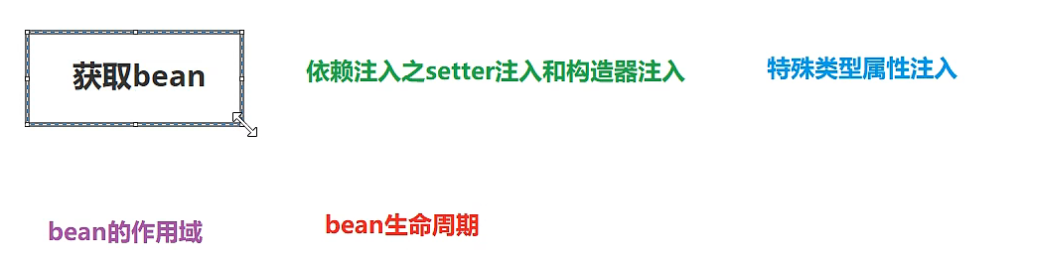 获取bean
依赖注入之setter注入和构造器注入
特殊类型属性注入
bean的作用域
bean生命周期